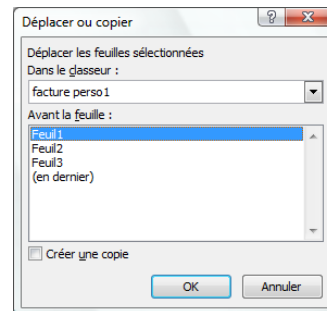 Déplacer ou copier
Déplacer les feuilles sélectionnées
Dans le classeur :
facture perso1
Avant la feuille :
Feuil1
Feuil2
Feuil3
(en dernier)
Créer une copie
OK
Annuler